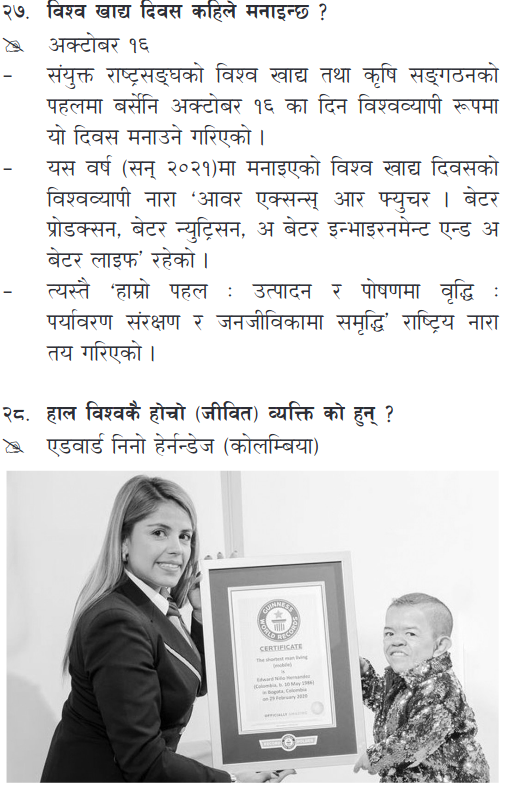 २७. विश्व खाद्य दिवस कहिले मनाइन्छ ?
अक्टोबर १६
– संयुक्त राष्ट्रसङ्घको विश्व खाद्य तथा कृषि सङ्गठनको
पहलमा बर्सेनि अक्टोबर १६ का दिन विश्वव्यापी रूपमा
यो दिवस मनाउने गरिएको ।
– यस वर्ष (सन् २०२१)मा मनाइएको विश्व खाद्य दिवसको
विश्वव्यापी नारा ‘आवर एक्सन्स् आर फ्युचर । बेटर
प्रोडक्सन, बेटर न्युट्रिसन, अ बेटर इन्भाइरनमेन्ट एन्ड अ
बेटर लाइफ’ रहेको ।
– त्यस्तै ‘हाम्रो पहल : उत्पादन र पोषणमा वृद्धि :
पर्यावरण संरक्षण र जनजीविकामा समृद्धि’ राष्ट्रिय नारा
तय गरिएको ।
२८. हाल विश्वकै होचो (जीवित) व्यक्ति को हुन् ?
एडवार्ड निनो हेर्नन्डेज (कोलम्बिया)
GUINNESS
WORLD RECORDS
CERTIFICATE
The shortest man living
(mobile)
is
Edward Niño Hernandez
(Colombia, b. 10 May 1986)
in Bogota, Colombia
on 29 February 2020
OFFICIALLY AMAZING